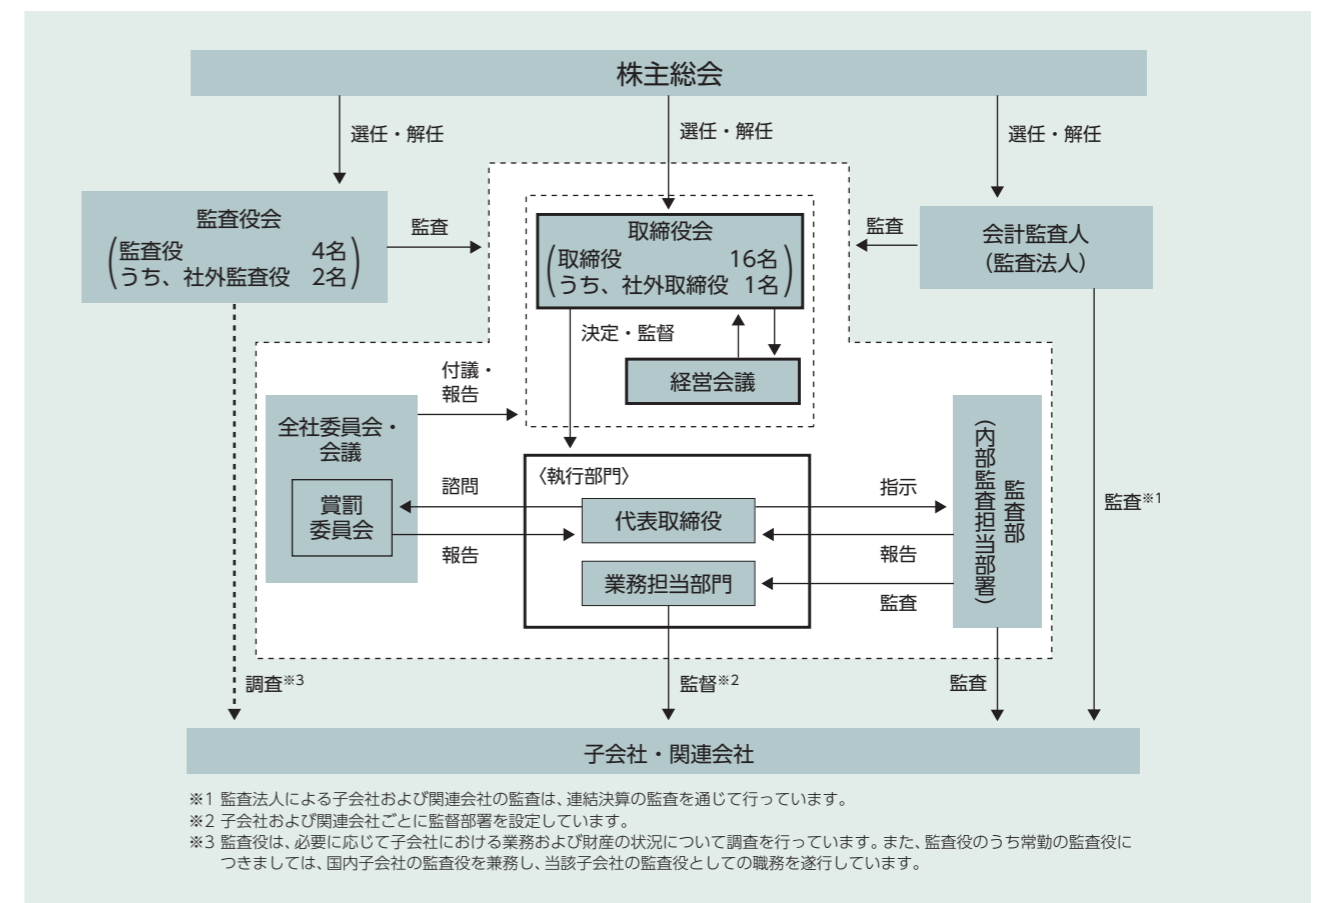 株主総会
選任・解任
選任・解任
選任・解任
監査役会
(監査役 4名
うち、社外監査役 2名)
監査
取締役会
(取締役 16名
うち、社外取締役 1名)
監査
会計監査人
（監査法人）
決定・監督
経営会議
付議・
報告
全社委員会・
会議
賞罰
委員会
諮問
報告
〈執行部門〉
代表取締役
業務担当部門
指示
報告
監査
監査部
（内部監査担当部署）
監査※1
調査※3
監督※2
監査
子会社・関連会社
※1 監査法人による子会社および関連会社の監査は、連結決算の監査を通じて行っています。
※2 子会社および関連会社ごとに監督部署を設定しています。
※3 監査役は、必要に応じて子会社における業務および財産の状況について調査を行っています。また、監査役のうち常勤の監査役に
つきましては、国内子会社の監査役を兼務し、当該子会社の監査役としての職務を遂行しています。